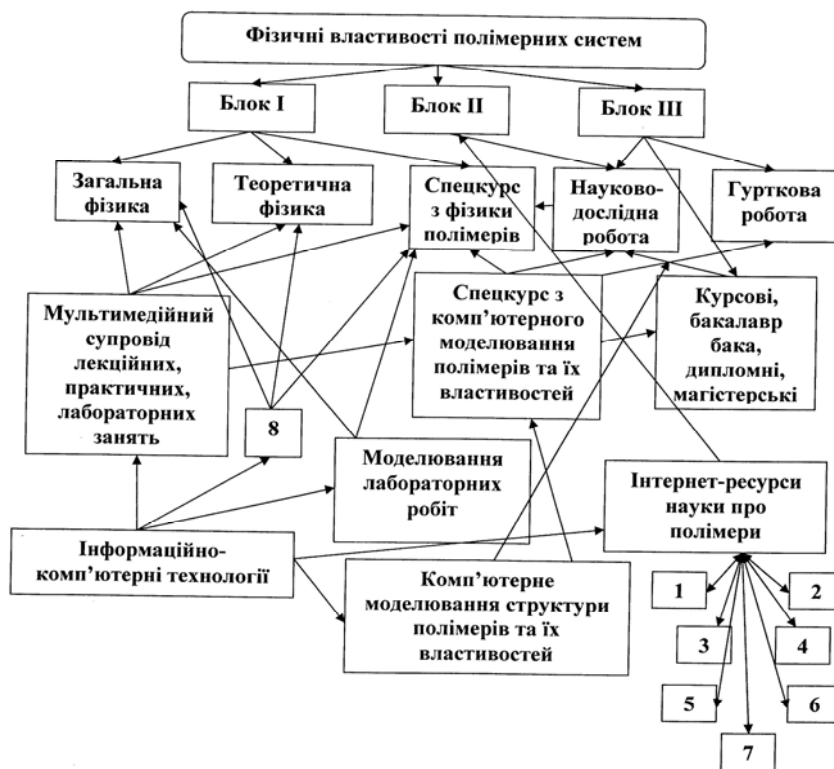 Фізичні властивості полімерних систем
Блок І
Блок ІІ
Блок ІІІ
Загальна
фізика
Теоретична
фізика
Спецкурс
з фізики
полімерів
Науково-
дослідна
робота
Гурткова
робота
Мультимедійний
супровід
лекційних,
практичних,
лабораторних
занять
8
Спецкурс з
комп’ютерного
моделювання
полімерів та їх
властивостей
Курсові,
бакалавр
бака,
дипломні,
магістерські
Моделювання
лабораторних
робіт
Інтернет-ресурси
науки про
полімери
Інформаційно-
комп’ютерні технології
Комп’ютерне
моделювання структури
полімерів та їх
властивостей
1
2
3
4
5
6
7